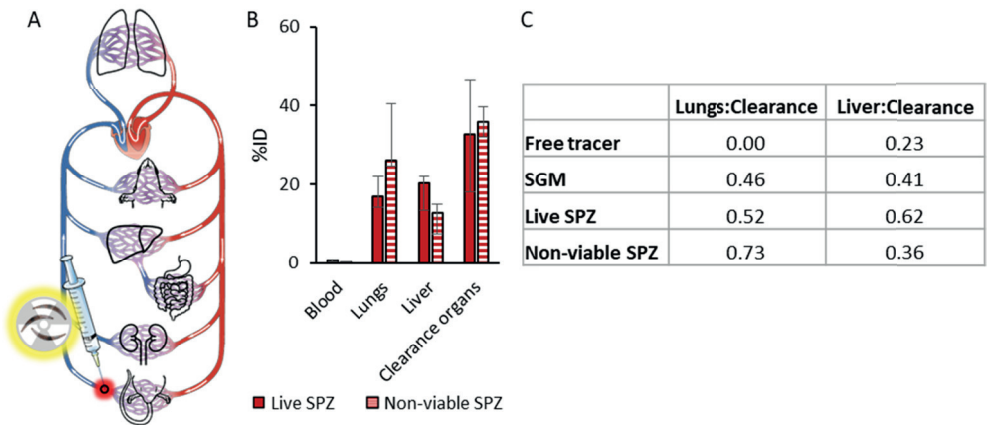 A
B
C
60
40
20
0
%ID
Blood
Lungs
Liver
Clearance organs
Live SPZ
Non-viable SPZ
Lungs:Clearance Liver:Clearance
Free tracer 0.00 0.23
SGM 0.46 0.41
Live SPZ 0.52 0.62
Non-viable SPZ 0.73 0.36